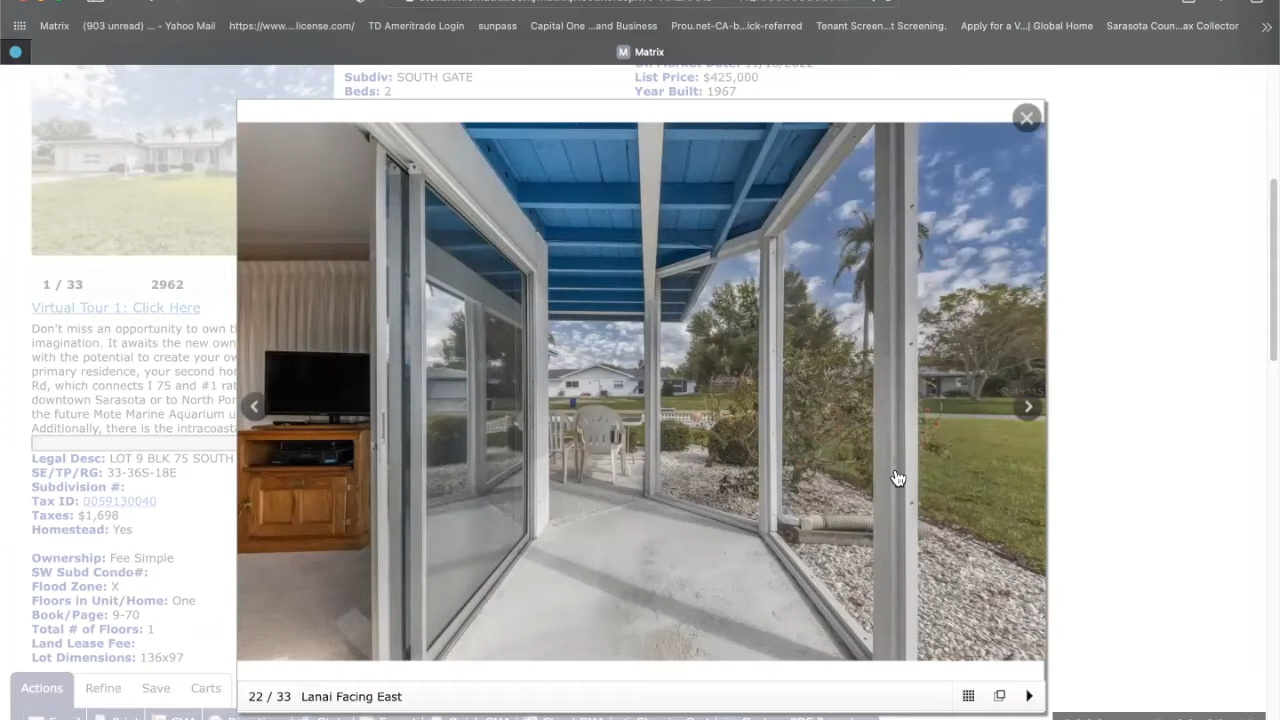 Matrix (903 unread) ... - Yahoo Mail https://www....license.com/ TD Ameritrade Login sunpass Capital One ...and Business Prou.net-CA-b...ick-referred Tenant Screen...t Screening. Apply for a V...| Global Home Sarasota Coun...ax Collector
M Matrix
Subdiv: SOUTH GATE
Beds: 2
List Price: $425,000
Year Built: 1967
1 / 33 2962
Virtual Tour 1: Click Here
Don't miss an opportunity to own
imagination. It awaits the new own
with the potential to create your ow
primary residence, your second ho
Rd, which connects I 75 and #1 rat
downtown Sarasota or to North Por
the future Mote Marine Aquarium u
Additionally, there is the intracoasta
Legal Desc: LOT 9 BLK 75 SOUTH
SE/TP/RG: 33-36S-18E
Subdivision #:
Tax ID: 0059130040
Taxes: $1,698
Homestead: Yes
Ownership: Fee Simple
SW Subd Condo#:
Flood Zone: X
Floors in Unit/Home: One
Book/Page: 9-70
Total # of Floors: 1
Land Lease Fee:
Lot Dimensions: 136x97
Actions Refine Save Carts
22 / 33 Lanai Facing East